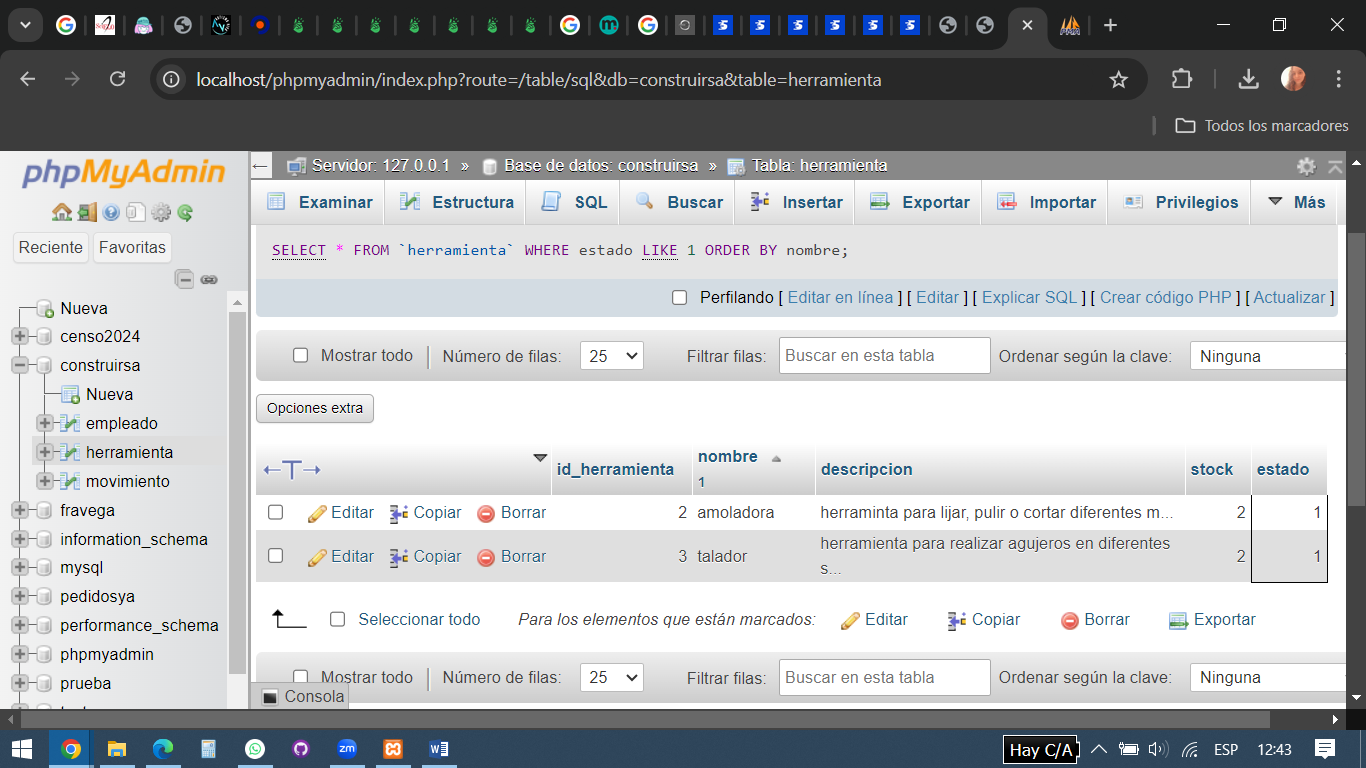 localhost/phpmyadmin/index.php?route=/table/sql&db=construirsa&table=herramienta
Todos los marcadores
phpMyAdmin
Reciente
Favoritas
Nueva
censo2024
construirsa
Nueva
empleado
herramienta
movimiento
fravega
information_schema
mysql
pedidosya
performance_schema
phpmyadmin
prueba
Servidor: 127.0.0.1 » Base de datos: construirsa » Tabla: herramienta
Examinar Estructura SQL Buscar Insertar Exportar Importar Privilegios Más
SELECT * FROM `herramienta` WHERE estado LIKE 1 ORDER BY nombre;
Perfilando [ Editar en línea ] [ Editar ] [ Explicar SQL ] [ Crear código PHP ] [ Actualizar ]
Mostrar todo Número de filas: 25 Filtrar filas: Buscar en esta tabla Ordenar según la clave: Ninguna
Opciones extra
id_herramienta nombre 1 descripcion stock estado
Editar Copiar Borrar 2 amoladora herraminta para lijar, pulir o cortar diferentes m... 2 1
Editar Copiar Borrar 3 talador herramienta para realizar agujeros en diferentes
s... 2 1
Seleccionar todo Para los elementos que están marcados: Editar Copiar Borrar Exportar
Mostrar todo Número de filas: 25 Filtrar filas: Buscar en esta tabla Ordenar según la clave: Ninguna
Consola
Hay C/A ESP 12:43